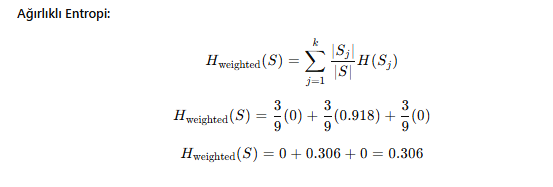 Ağırlıklı Entropi:
H_weighted(S) = ∑_{j=1}^{k} |S_j|/|S| H(S_j)
H_weighted(S) = 3/9 (0) + 3/9 (0.918) + 3/9 (0)
H_weighted(S) = 0 + 0.306 + 0 = 0.306